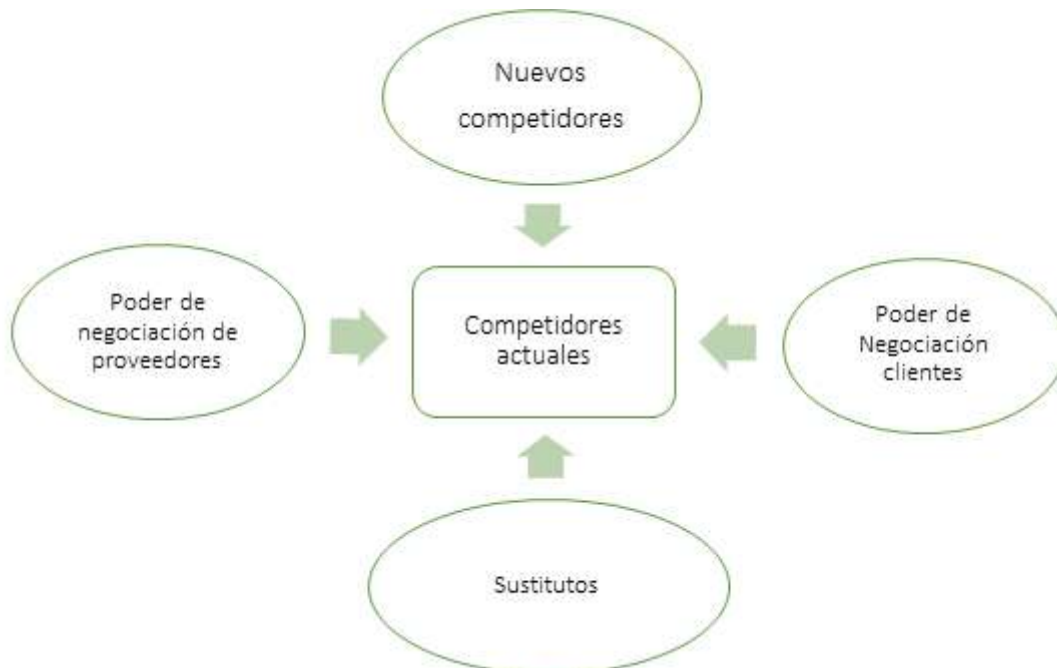 Nuevos
competidores
Poder de
negociación de
proveedores
Competidores
actuales
Poder de
Negociación
clientes
Sustitutos